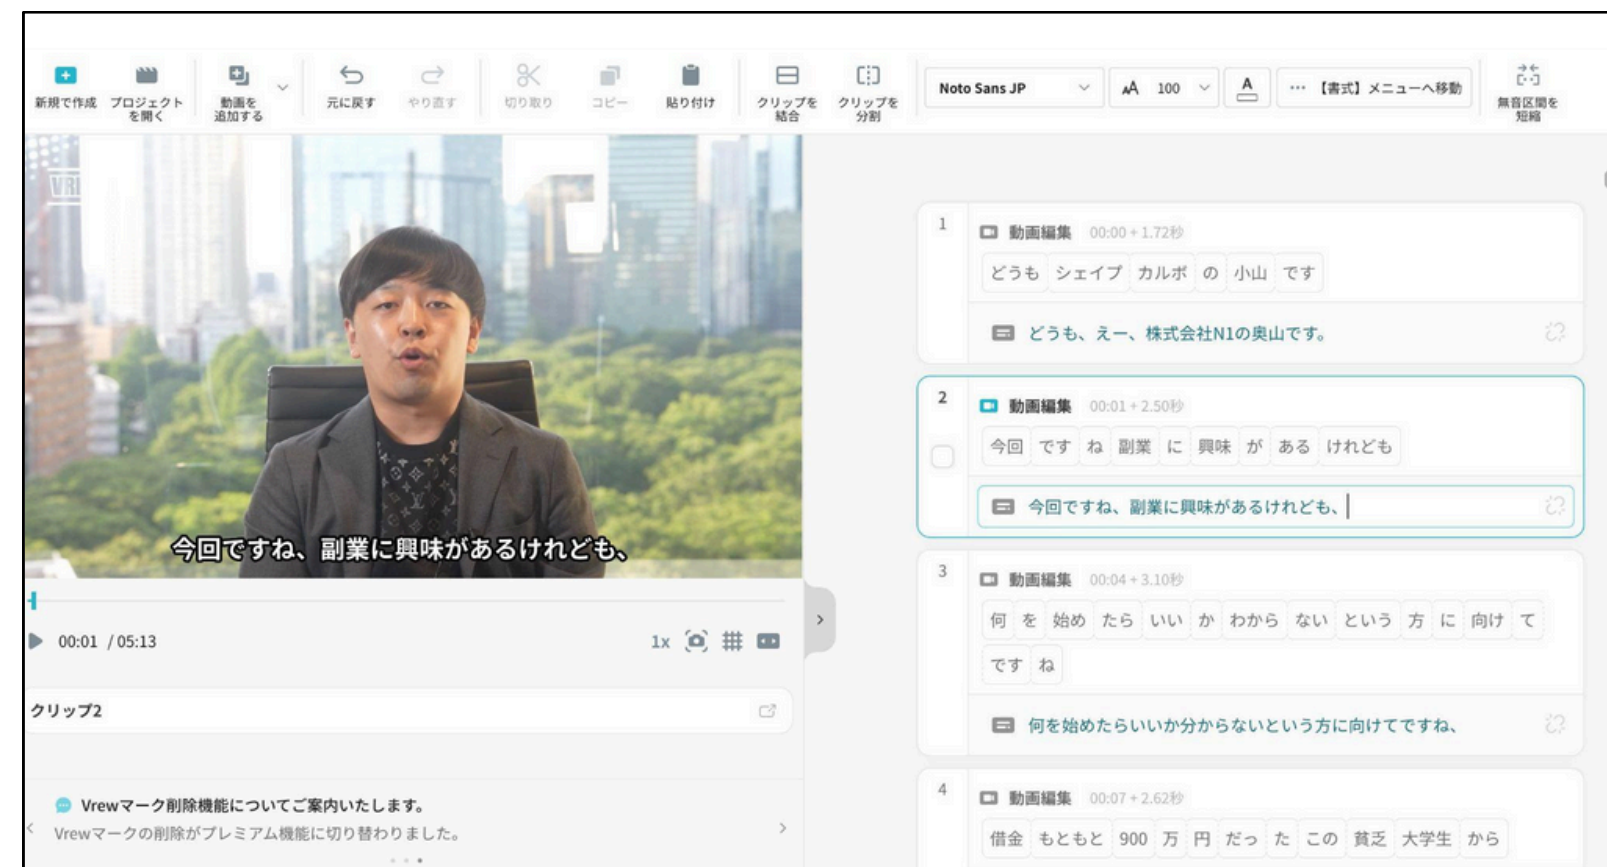 新規で作成
プロジェクト
を開く
動画を
追加する
元に戻す
やり直す
切り取り
コピー
貼り付け
クリップを
結合
クリップを
分割
Noto Sans JP
AA 100
A
··· 【書式】メニューへ移動
無音区間を
短縮
VRE
今回ですね、副業に興味があるけれども、
00:01 / 05:13
1x
クリップ2
Vrewマーク削除機能についてご案内いたします。
Vrewマークの削除がプレミアム機能に切り替わりました。
1
動画編集 00:00 + 1.72秒
どうも シェイプ カルボ の 小山 です
どうも、えー、株式会社N1の奥山です。
2
動画編集 00:01 + 2.50秒
今回 です ね 副業 に 興味 が ある けれども
今回ですね、副業に興味があるけれども、
3
動画編集 00:04 + 3.10秒
何 を 始め たら いい か わから ない という 方 に 向け て
です ね
何を始めたらいいか分からないという方に向けてですね、
4
動画編集 00:07 + 2.62秒
借金 もともと 900 万 円 だっ た この 貧乏 大学生 から